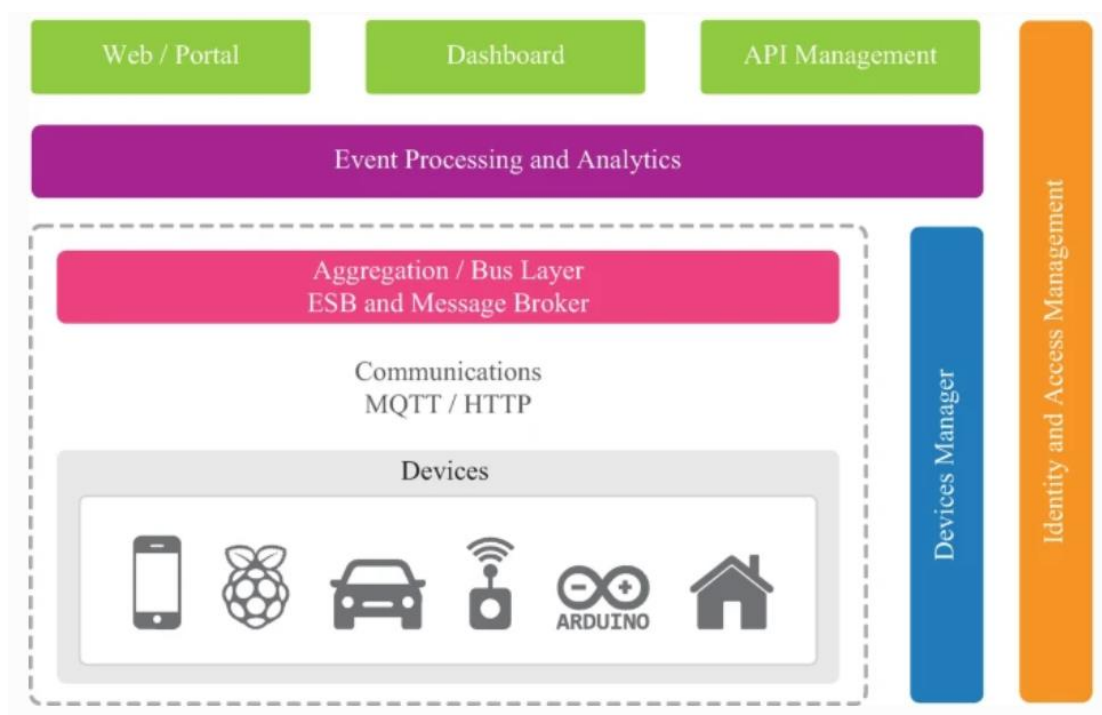 Web / Portal
Dashboard
API Management
Event Processing and Analytics
Aggregation / Bus Layer
ESB and Message Broker
Communications
MQTT / HTTP
Devices
ARDUINO
Devices Manager
Identity and Access Management